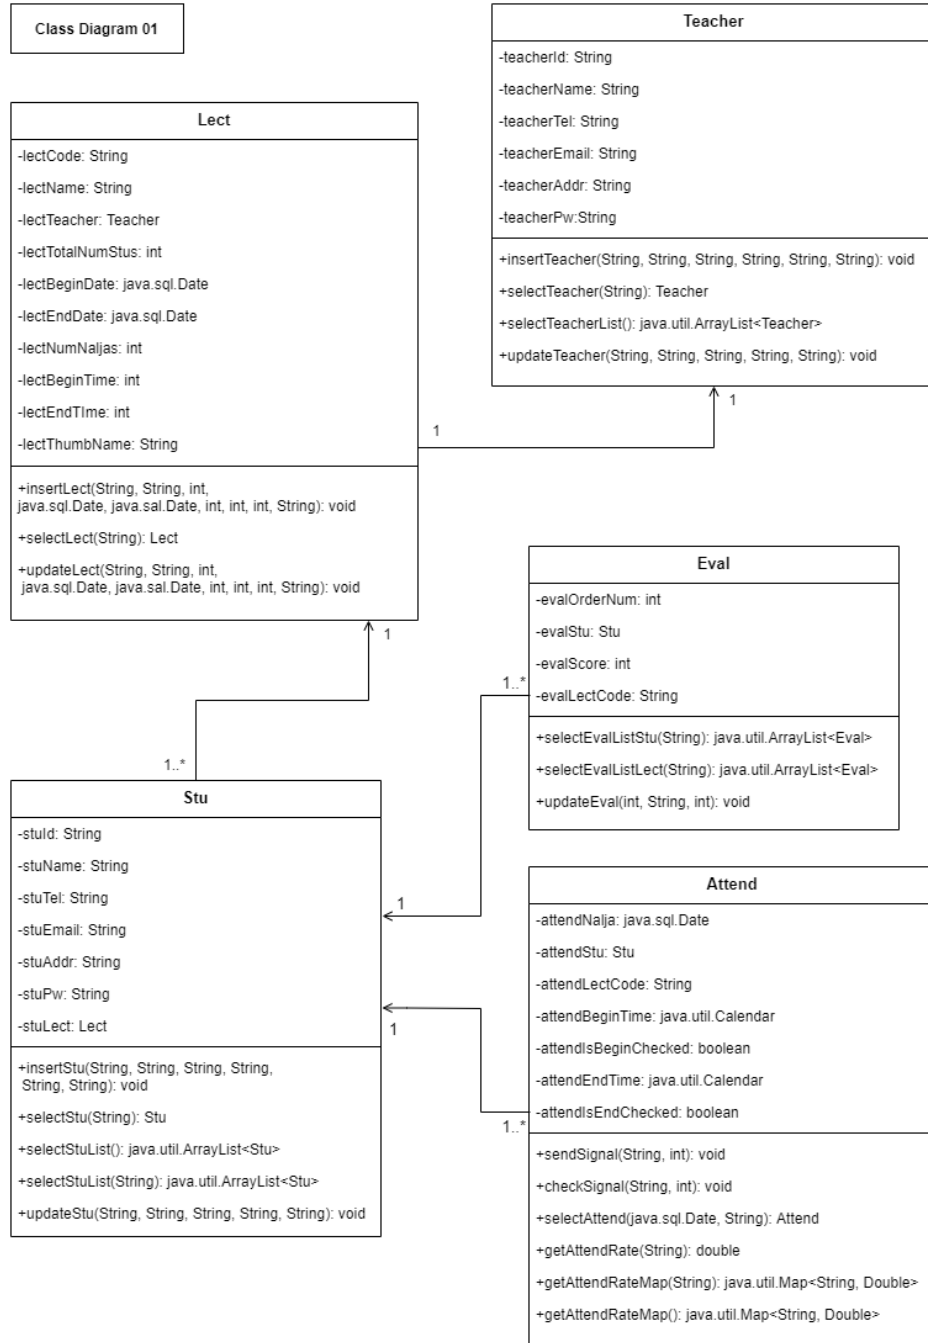 Class Diagram 01
Teacher
-teacherId: String
-teacherName: String
-teacherTel: String
-teacherEmail: String
-teacherAddr: String
-teacherPw:String
+insertTeacher(String, String, String, String, String, String): void
+selectTeacher(String): Teacher
+selectTeacherList(): java.util.ArrayList<Teacher>
+updateTeacher(String, String, String, String, String): void
1
1
Lect
-lectCode: String
-lectName: String
-lectTeacher: Teacher
-lectTotalNumStus: int
-lectBeginDate: java.sql.Date
-lectEndDate: java.sql.Date
-lectNumNaljas: int
-lectBeginTime: int
-lectEndTIme: int
-lectThumbName: String
+insertLect(String, String, int,
java.sql.Date, java.sal.Date, int, int, int, String): void
+selectLect(String): Lect
+updateLect(String, String, int,
java.sql.Date, java.sal.Date, int, int, int, String): void
1
1..*
Eval
-evalOrderNum: int
-evalStu: Stu
-evalScore: int
-evalLectCode: String
+selectEvalListStu(String): java.util.ArrayList<Eval>
+selectEvalListLect(String): java.util.ArrayList<Eval>
+updateEval(int, String, int): void
1..*
1
Stu
-stuId: String
-stuName: String
-stuTel: String
-stuEmail: String
-stuAddr: String
-stuPw: String
-stuLect: Lect
+insertStu(String, String, String, String,
String, String): void
+selectStu(String): Stu
+selectStuList(): java.util.ArrayList<Stu>
+selectStuList(String): java.util.ArrayList<Stu>
+updateStu(String, String, String, String, String): void
1
1..*
Attend
-attendNalja: java.sql.Date
-attendStu: Stu
-attendLectCode: String
-attendBeginTime: java.util.Calendar
-attendIsBeginChecked: boolean
-attendEndTime: java.util.Calendar
-attendIsEndChecked: boolean
+sendSignal(String, int): void
+checkSignal(String, int): void
+selectAttend(java.sql.Date, String): Attend
+getAttendRate(String): double
+getAttendRateMap(String): java.util.Map<String, Double>
+getAttendRateMap(): java.util.Map<String, Double>